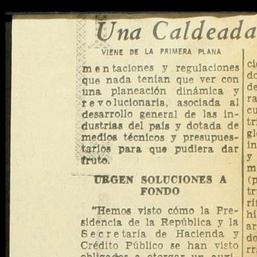 Una Caldeada
VIENE DE LA PRIMERA PLANA
mentaciones y regulaciones
que nada tenían que ver con
una planeación dinámica y
revolucionaria, asociada al
desarrollo general de las in-
dustrias del país y dotada de
medios técnicos y presupues-
tarios para que pudiera dar
fruto.
URGEN SOLUCIONES A
FONDO
"Hemos visto cómo la Pre-
sidencia de la República y la
Secretaría de Hacienda y
Crédito Público se han visto